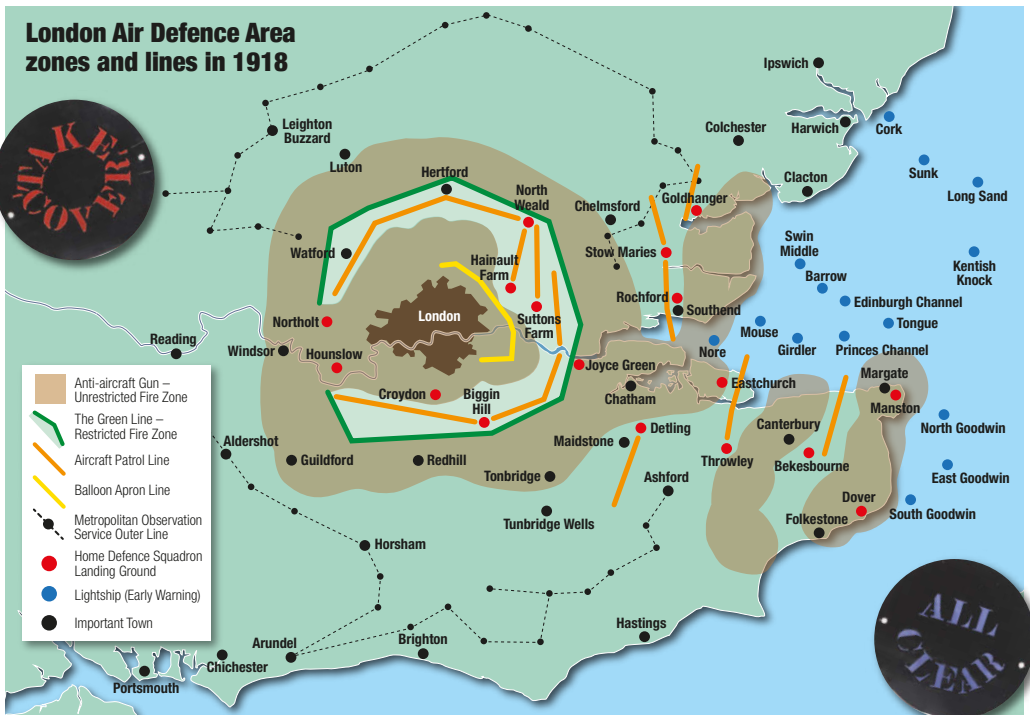 London Air Defence Area
zones and lines in 1918
TAKE
COVER
Ipswich
Harwich
Cork
Colchester
Sunk
Long Sand
Clacton
Leighton
Buzzard
Luton
Hertford
North
Weald
Chelmsford
Goldhanger
Watford
Hainault
Farm
Stow Maries
Swin
Middle
Barrow
Kentish
Knock
Northolt
London
Suttons
Farm
Rochford
Southend
Edinburgh Channel
Tongue
Mouse
Girdler
Princes Channel
Nore
Reading
Windsor
Hounslow
Joyce Green
Chatham
Eastchurch
Margate
Manston
Croydon
Biggin
Hill
North Goodwin
Anti-aircraft Gun –
Unrestricted Fire Zone
The Green Line –
Restricted Fire Zone
Aircraft Patrol Line
Balloon Apron Line
Metropolitan Observation
Service Outer Line
Home Defence Squadron
Landing Ground
Lightship (Early Warning)
Important Town
Aldershot
Guildford
Redhill
Maidstone
Detling
Throwley
Canterbury
Bekesbourne
East Goodwin
Tonbridge
Ashford
Dover
South Goodwin
Tunbridge Wells
Folkestone
Horsham
Hastings
Arundel
Brighton
Chichester
Portsmouth
ALL
CLEAR